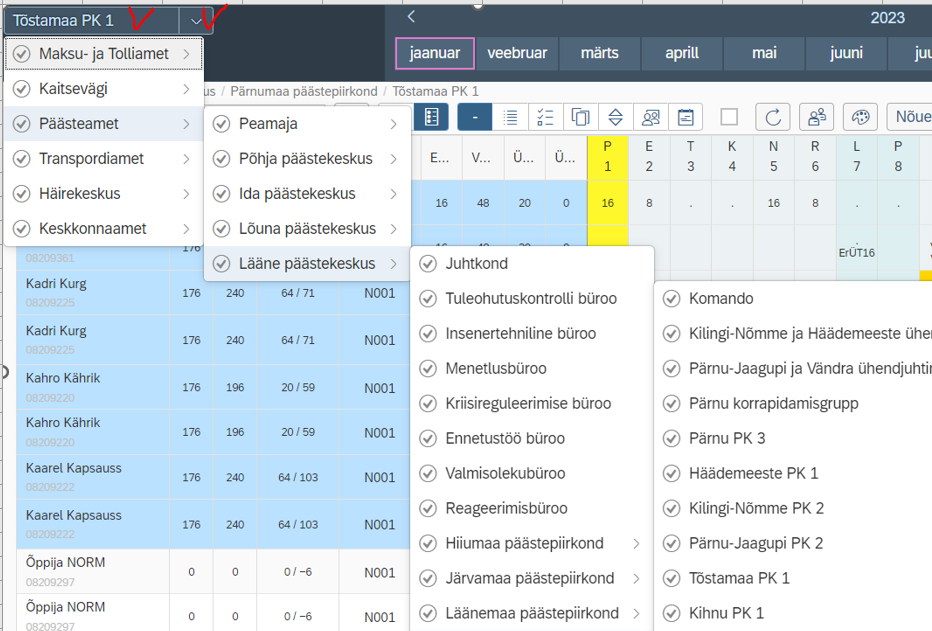 Tõstamaa PK 1
2023
jaanuar veebruar märts aprill mai juuni
Maksu- ja Tolliamet
Kaitsevägi
Päästeamet
Transpordiamet
Häirekeskus
Keskkonnaamet
us / Pärnumaa päästepiirkond / Tõstamaa PK 1
- Nõue
Peamaja
Põhja päästekeskus
Ida päästekeskus
Lõuna päästekeskus
Lääne päästekeskus
E... V... Ü... Ü... P E T K N R L P
1 2 3 4 5 6 7 8
16 48 20 0 16 8 . . 16 8 . .
ErÜT16
Juhtkond
Tuleohutuskontrolli büroo
Insenertehniline büroo
Menetlusbüroo
Kriisireguleerimise büroo
Ennetustöö büroo
Valmisolekubüroo
Reageerimisbüroo
Hiiumaa päästepiirkond
Järvamaa päästepiirkond
Läänemaa päästepiirkond
Komando
Kilingi-Nõmme ja Häädemeeste ühen
Pärnu-Jaagupi ja Vändra ühendjuhtin
Pärnu korrapidamisgrupp
Pärnu PK 3
Häädemeeste PK 1
Kilingi-Nõmme PK 2
Pärnu-Jaagupi PK 2
Tõstamaa PK 1
Kihnu PK 1
08209361 176
Kadri Kurg 176 240 64 / 71 N001
08209225
Kadri Kurg 176 240 64 / 71 N001
08209225
Kahro Kährik 176 196 20 / 59 N001
08209220
Kahro Kährik 176 196 20 / 59 N001
08209220
Kaarel Kapsauss 176 240 64 / 103 N001
08209222
Kaarel Kapsauss 176 240 64 / 103 N001
08209222
Õppija NORM 0 0 0 / −6 N001
08209297
Õppija NORM 0 0 0 / −6 N001
08209297